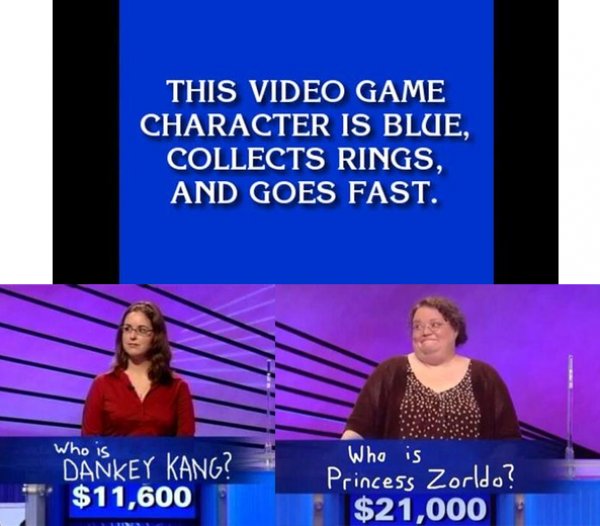 THIS VIDEO GAME
CHARACTER IS BLUE,
COLLECTS RINGS,
AND GOES FAST.
Who is
DANKEY KANG?
$11,600
Who is
Princess Zorldo?
$21,000